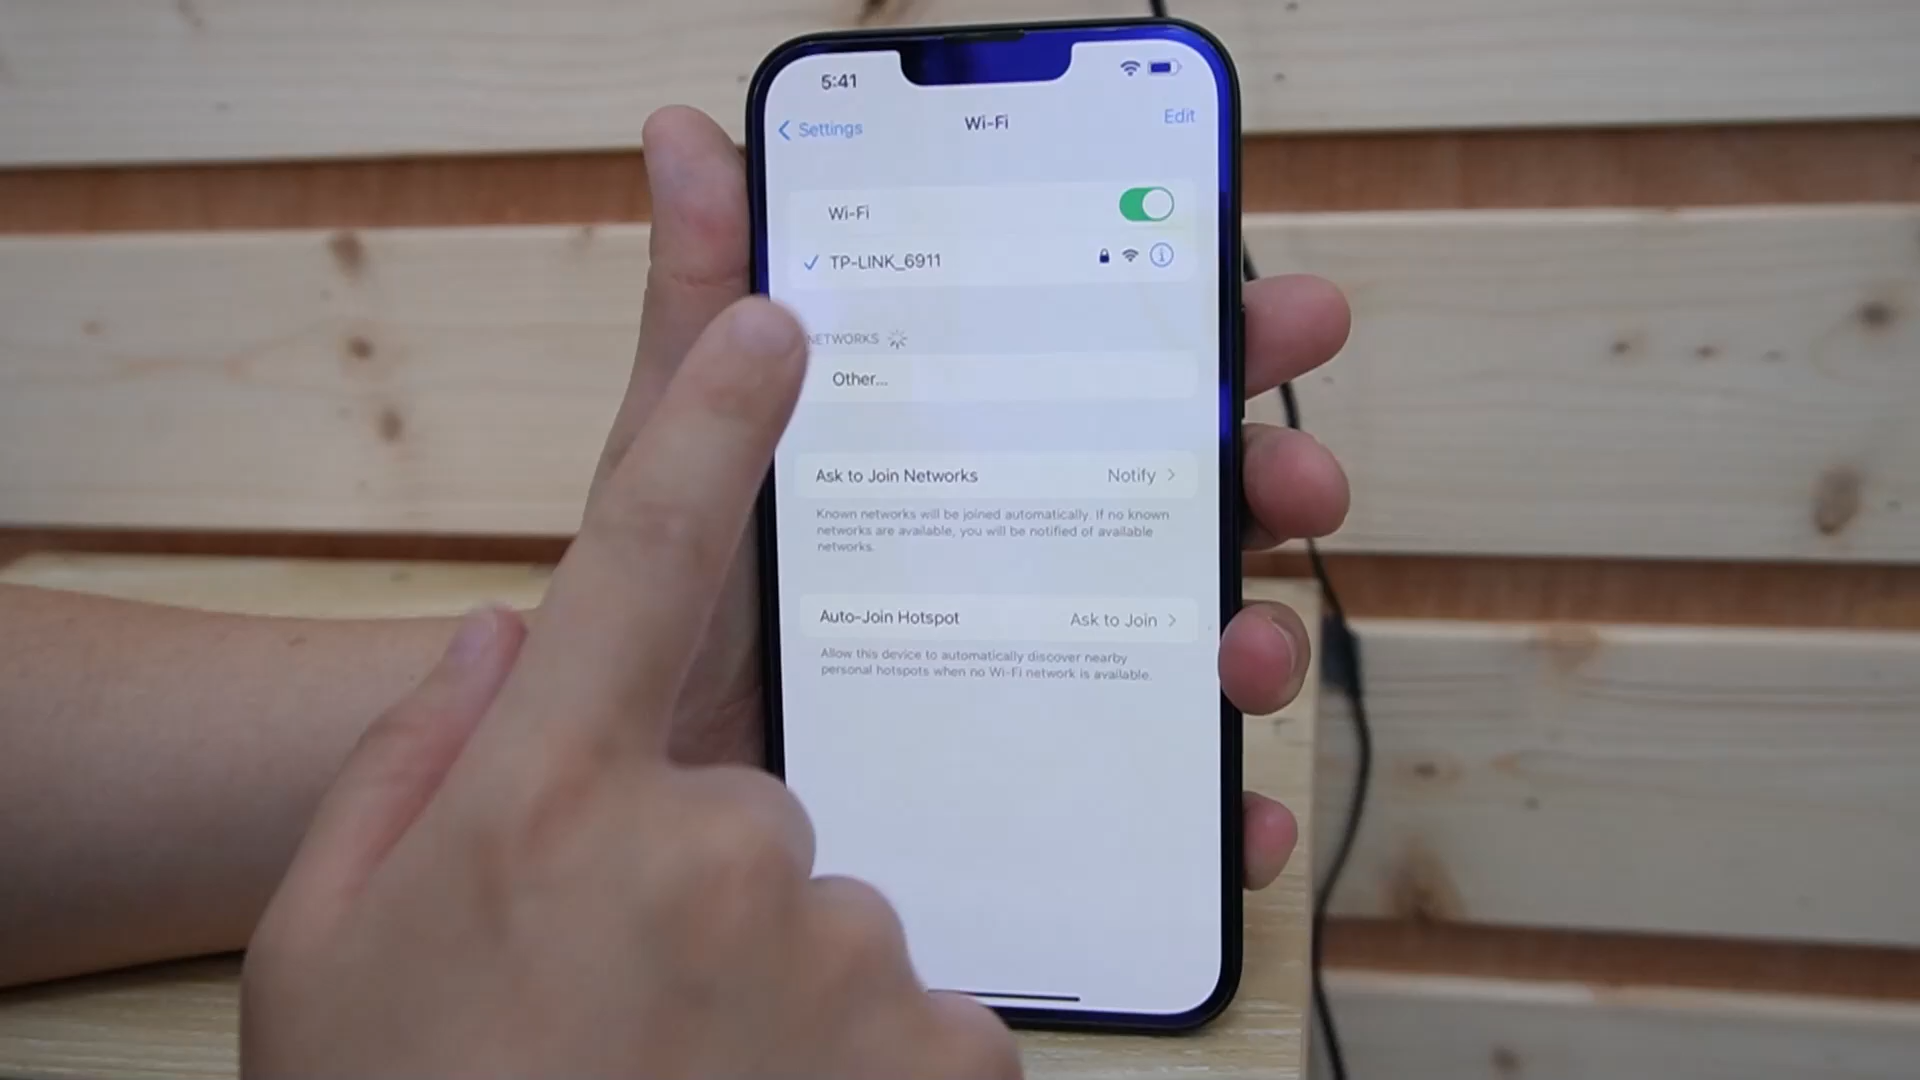 5:41
Settings
Wi-Fi
Edit
Wi-Fi
TP-LINK_6911
NETWORKS
Other...
Ask to Join Networks
Notify
Known networks will be joined automatically. If no known
networks are available, you will be notified of available
networks.
Auto-Join Hotspot
Ask to Join
Allow this device to automatically discover nearby
personal hotspots when no Wi-Fi network is available.